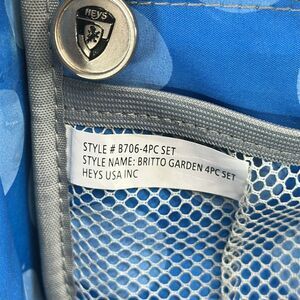 HEYS
STYLE # B706-4PC SET
STYLE NAME: BRITTO GARDEN 4PC SET
HEYS USA INC